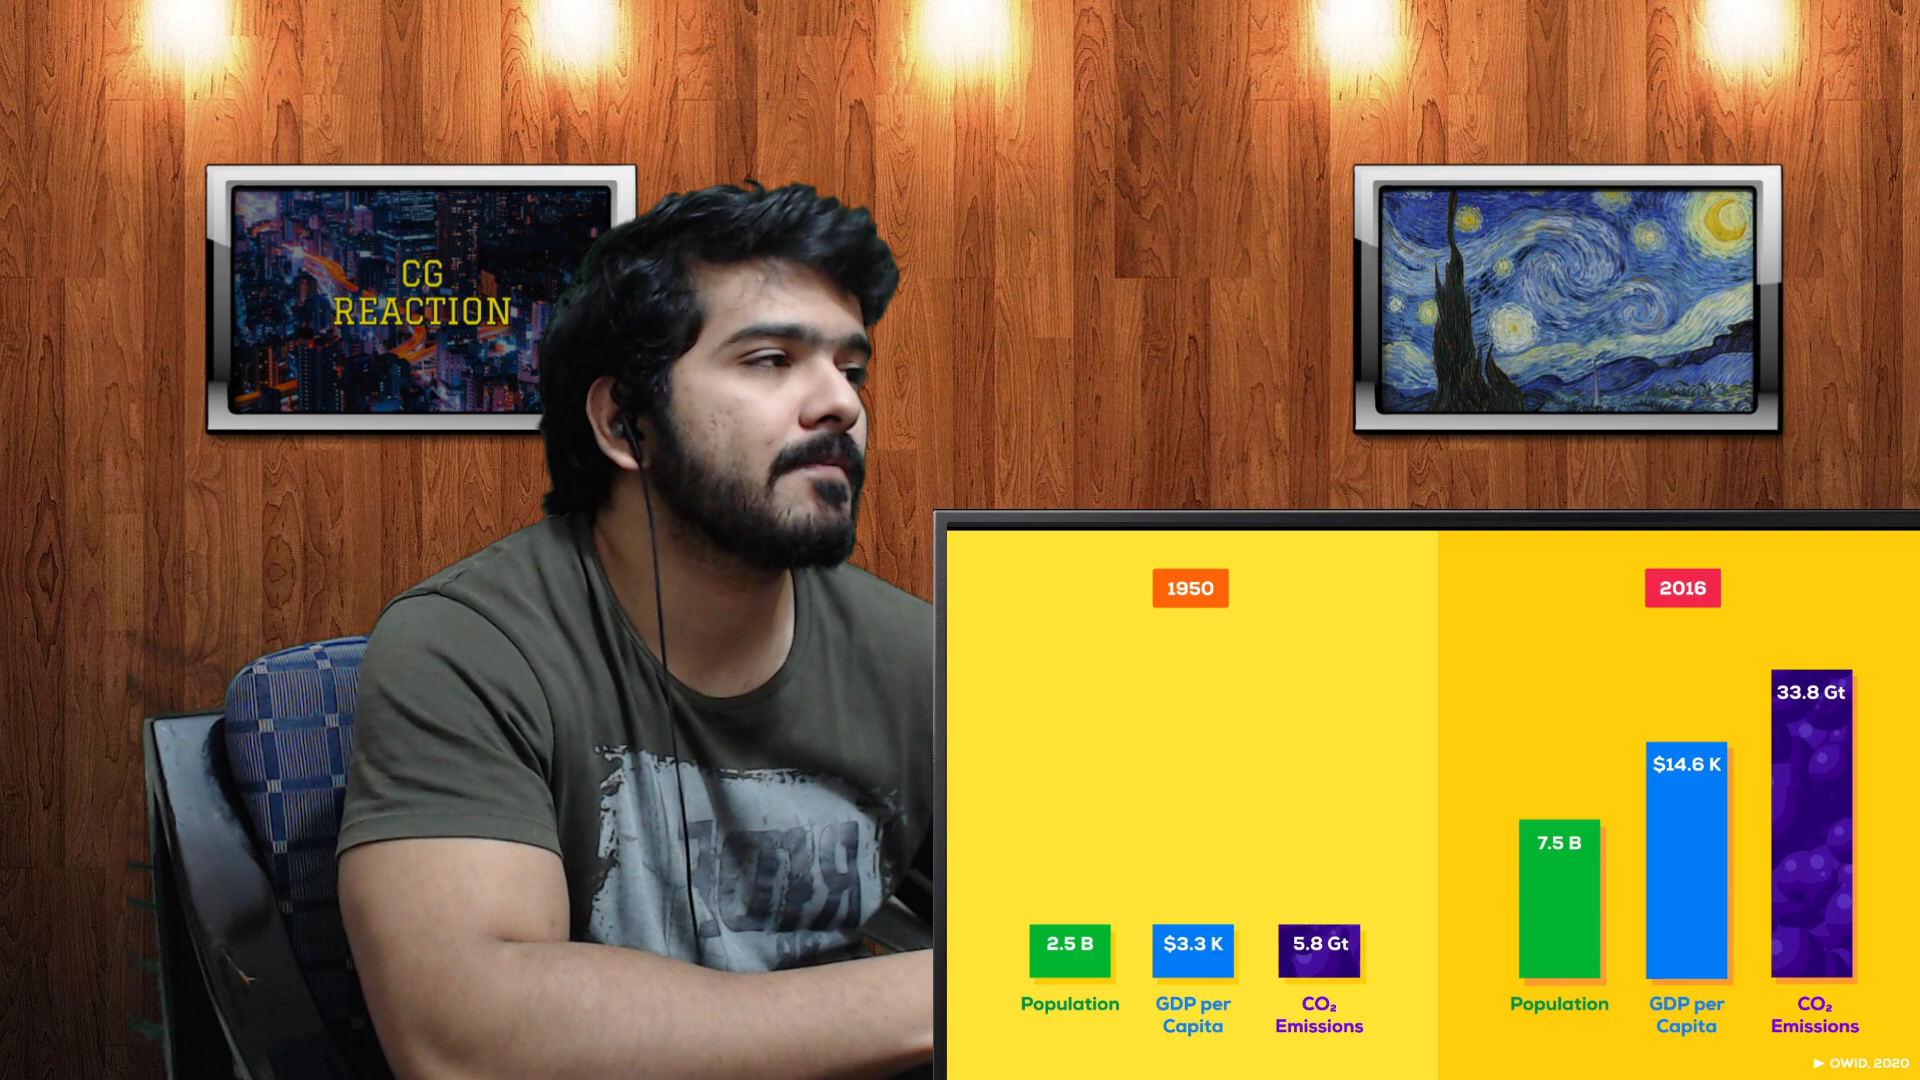 CG
REACTION
1950
2016
33.8 Gt
$14.6 K
7.5 B
2.5 B
$3.3 K
5.8 Gt
Population
GDP per
Capita
CO₂
Emissions
Population
GDP per
Capita
CO₂
Emissions
► OWID, 2020